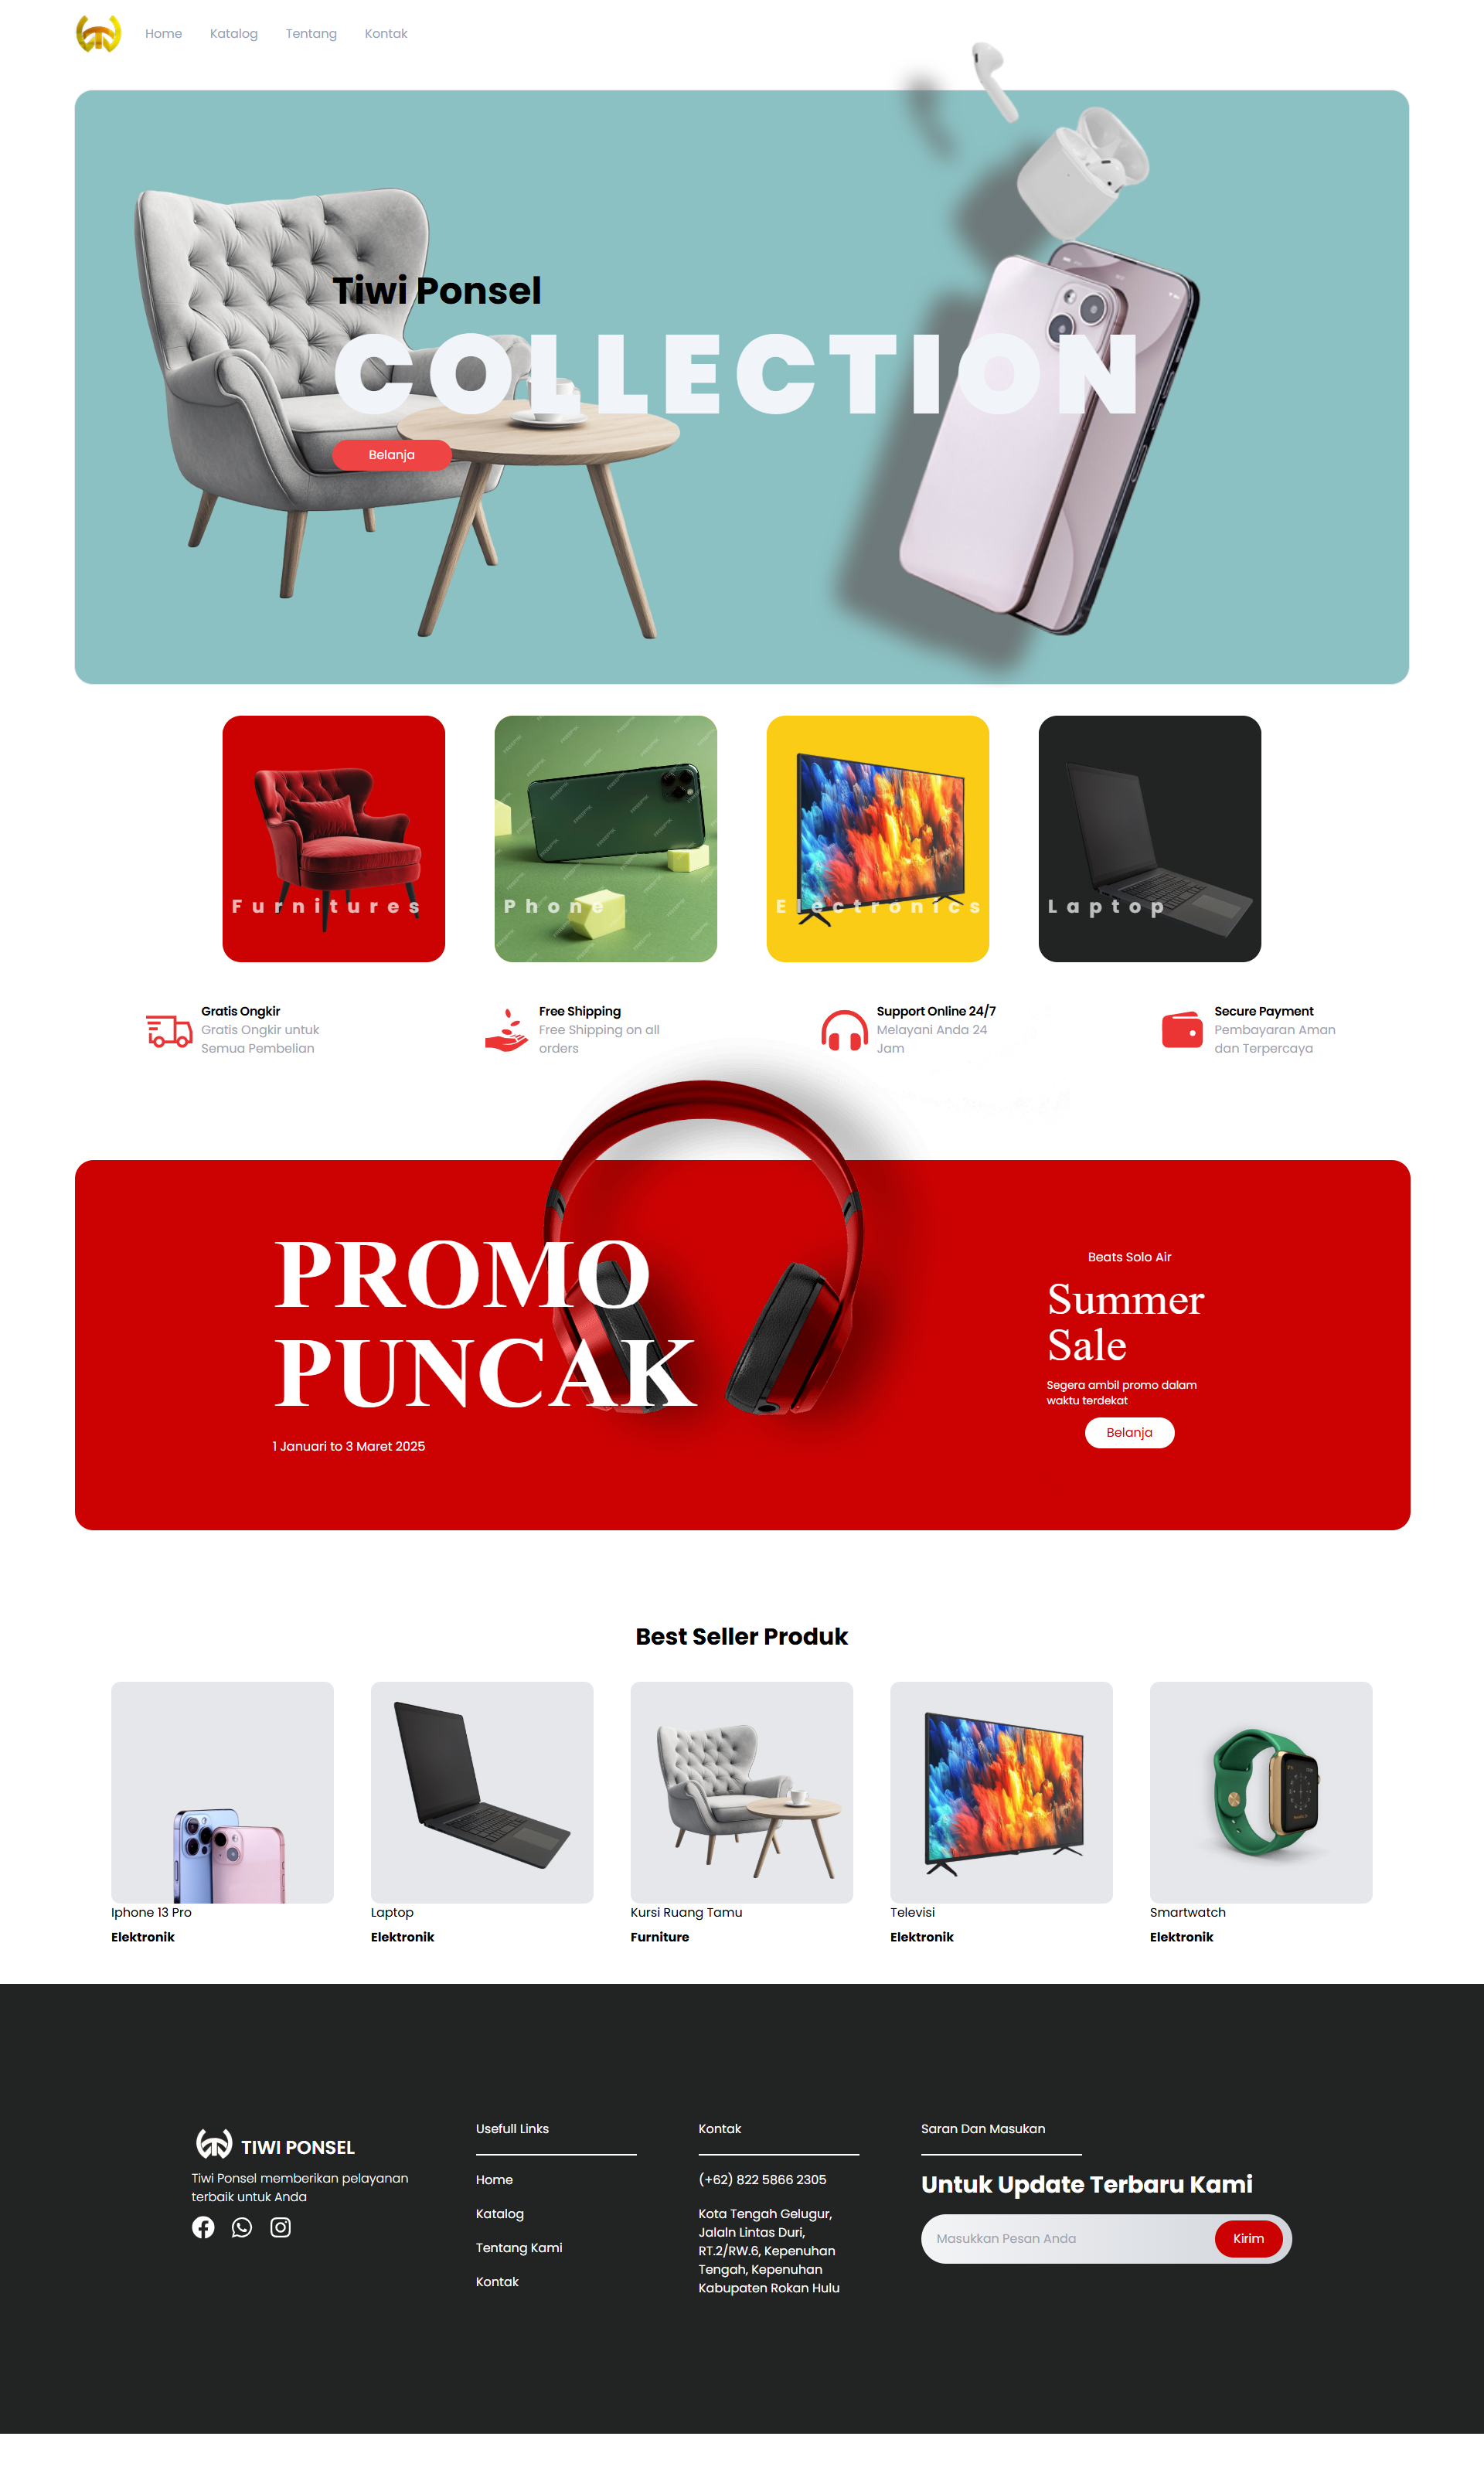 Home
Katalog
Tentang
Kontak
Tiwi Ponsel
COLLECTION
Belanja
Furnitures
Phone
Electronics
Laptop
Gratis Ongkir
Gratis Ongkir untuk
Semua Pembelian
Free Shipping
Free Shipping on all
orders
Support Online 24/7
Melayani Anda 24
Jam
Secure Payment
Pembayaran Aman
dan Terpercaya
PROMO
PUNCAK
1 Januari to 3 Maret 2025
Beats Solo Air
Summer
Sale
Segera ambil promo dalam
waktu terdekat
Belanja
Best Seller Produk
Iphone 13 Pro
Elektronik
Laptop
Elektronik
Kursi Ruang Tamu
Furniture
Televisi
Elektronik
Smartwatch
Elektronik
TIWI PONSEL
Tiwi Ponsel memberikan pelayanan
terbaik untuk Anda
Usefull Links
Home
Katalog
Tentang Kami
Kontak
Kontak
(+62) 822 5866 2305
Kota Tengah Gelugur,
Jalaln Lintas Duri,
RT.2/RW.6, Kepenuhan
Tengah, Kepenuhan
Kabupaten Rokan Hulu
Saran Dan Masukan
Untuk Update Terbaru Kami
Masukkan Pesan Anda
Kirim